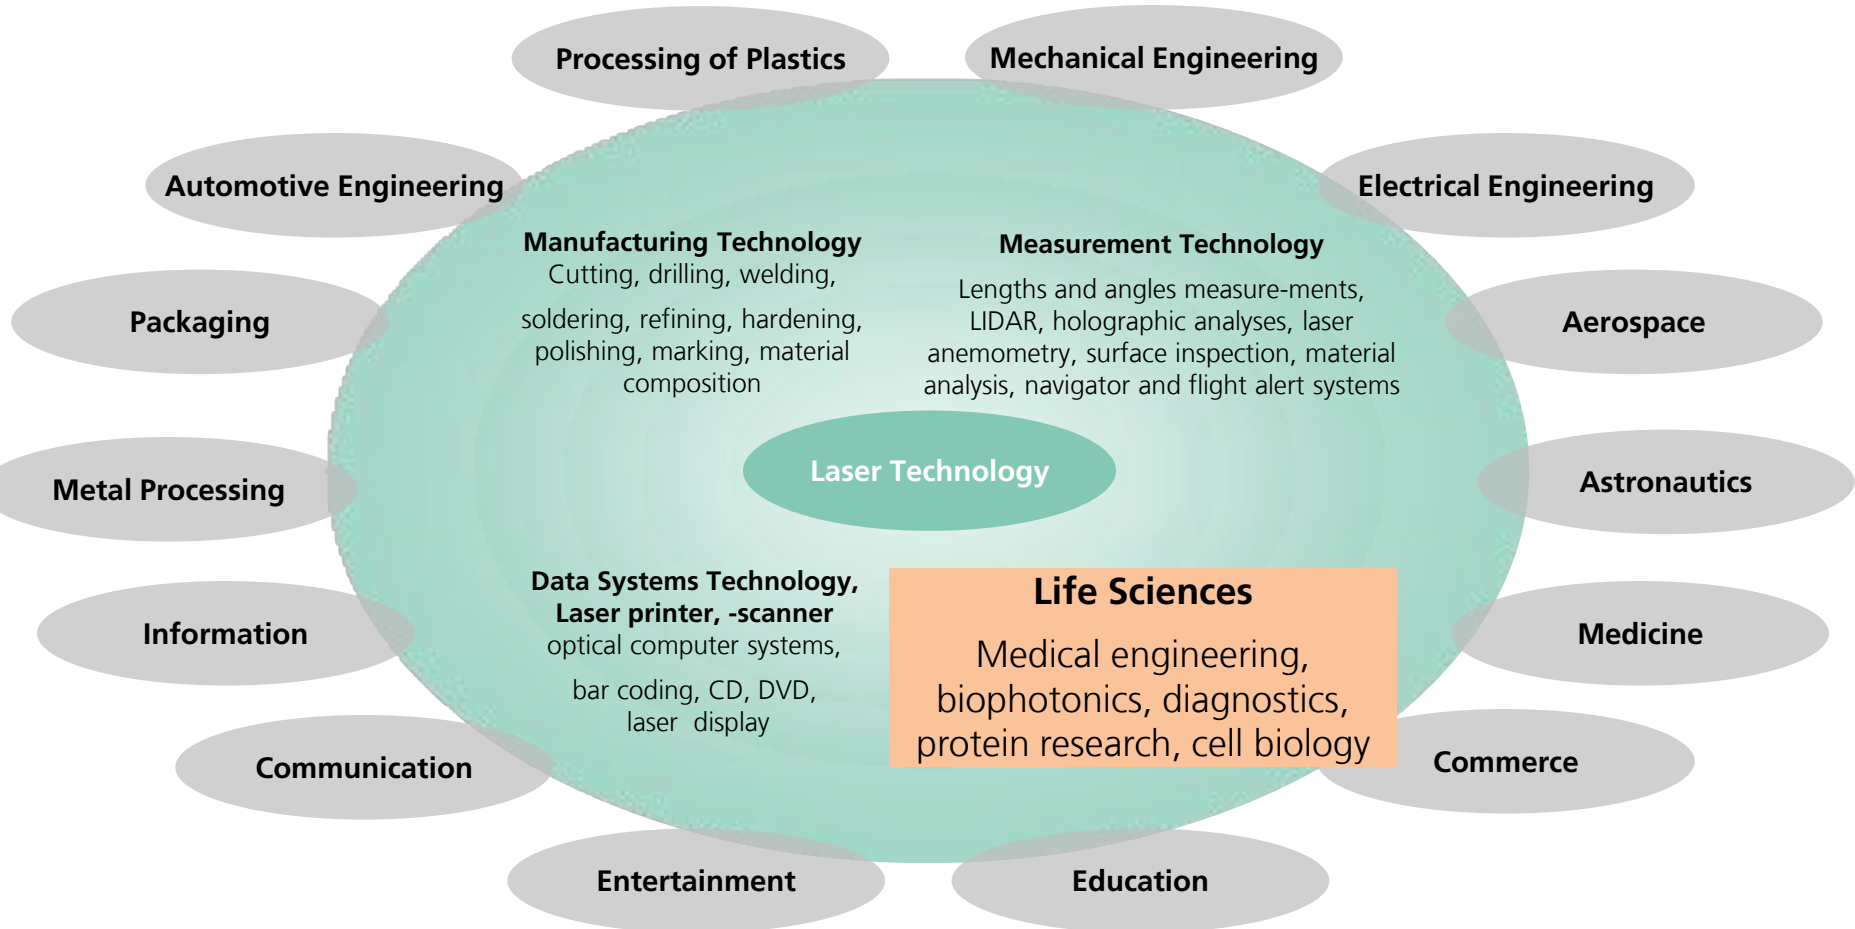 Processing of Plastics
Mechanical Engineering
Automotive Engineering
Electrical Engineering
Manufacturing Technology
Cutting, drilling, welding,
soldering, refining, hardening,
polishing, marking, material
composition
Measurement Technology
Lengths and angles measure-ments,
LIDAR, holographic analyses, laser
anemometry, surface inspection, material
analysis, navigator and flight alert systems
Packaging
Aerospace
Laser Technology
Metal Processing
Astronautics
Data Systems Technology,
Laser printer, -scanner
optical computer systems,
bar coding, CD, DVD,
laser display
Life Sciences
Medical engineering,
biophotonics, diagnostics,
protein research, cell biology
Information
Medicine
Communication
Commerce
Entertainment
Education